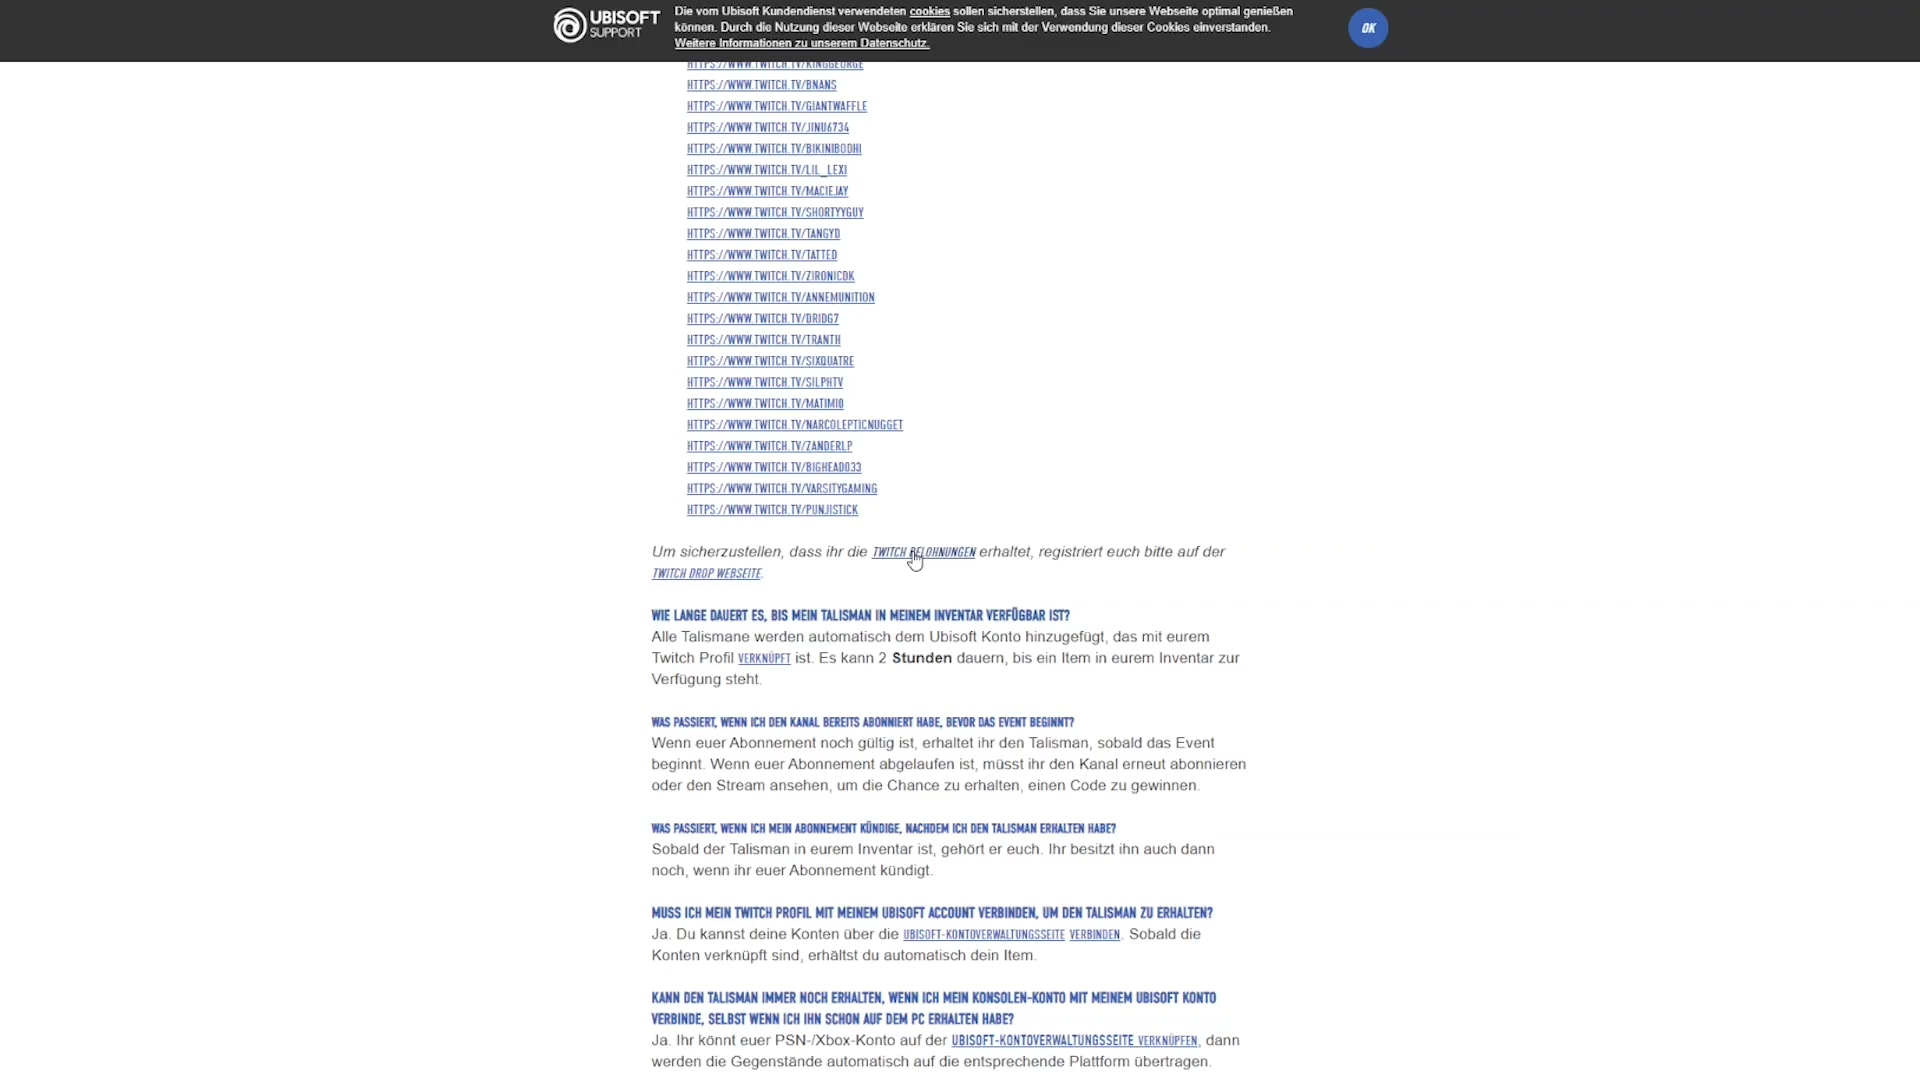 UBISOFT
SUPPORT
Die vom Ubisoft Kundendienst verwendeten cookies sollen sicherstellen, dass Sie unsere Webseite optimal genießen
können. Durch die Nutzung dieser Webseite erklären Sie sich mit der Verwendung dieser Cookies einverstanden.
Weitere Informationen zu unserem Datenschutz.
OK
HTTPS://WWW.TWITCH.TV/KINGGEORGE
HTTPS://WWW.TWITCH.TV/BNANS
HTTPS://WWW.TWITCH.TV/GIANTWAFFLE
HTTPS://WWW.TWITCH.TV/JINU6734
HTTPS://WWW.TWITCH.TV/BIKINIBODHI
HTTPS://WWW.TWITCH.TV/LIL_LEXI
HTTPS://WWW.TWITCH.TV/MACIEJAY
HTTPS://WWW.TWITCH.TV/SHORTYYGUY
HTTPS://WWW.TWITCH.TV/TANGYD
HTTPS://WWW.TWITCH.TV/TATTED
HTTPS://WWW.TWITCH.TV/ZIRONICDK
HTTPS://WWW.TWITCH.TV/ANNEMUNITION
HTTPS://WWW.TWITCH.TV/DRIDG7
HTTPS://WWW.TWITCH.TV/TRANTH
HTTPS://WWW.TWITCH.TV/SIXQUATRE
HTTPS://WWW.TWITCH.TV/SILPHTV
HTTPS://WWW.TWITCH.TV/MATIMI0
HTTPS://WWW.TWITCH.TV/NARCOLEPTICNUGGET
HTTPS://WWW.TWITCH.TV/ZANDERLP
HTTPS://WWW.TWITCH.TV/BIGHEAD033
HTTPS://WWW.TWITCH.TV/VARSITYGAMING
HTTPS://WWW.TWITCH.TV/PUNJISTICK
Um sicherzustellen, dass ihr die TWITCH BELOHNUNGEN erhaltet, registriert euch bitte auf der
TWITCH DROP WEBSEITE.
WIE LANGE DAUERT ES, BIS MEIN TALISMAN IN MEINEM INVENTAR VERFÜGBAR IST?
Alle Talismane werden automatisch dem Ubisoft Konto hinzugefügt, das mit eurem
Twitch Profil VERKNÜPFT ist. Es kann 2 Stunden dauern, bis ein Item in eurem Inventar zur
Verfügung steht.
WAS PASSIERT, WENN ICH DEN KANAL BEREITS ABONNIERT HABE, BEVOR DAS EVENT BEGINNT?
Wenn euer Abonnement noch gültig ist, erhaltet ihr den Talisman, sobald das Event
beginnt. Wenn euer Abonnement abgelaufen ist, müsst ihr den Kanal erneut abonnieren
oder den Stream ansehen, um die Chance zu erhalten, einen Code zu gewinnen.
WAS PASSIERT, WENN ICH MEIN ABONNEMENT KÜNDIGE, NACHDEM ICH DEN TALISMAN ERHALTEN HABE?
Sobald der Talisman in eurem Inventar ist, gehört er euch. Ihr besitzt ihn auch dann
noch, wenn ihr euer Abonnement kündigt.
MUSS ICH MEIN TWITCH PROFIL MIT MEINEM UBISOFT ACCOUNT VERBINDEN, UM DEN TALISMAN ZU ERHALTEN?
Ja. Du kannst deine Konten über die UBISOFT-KONTOVERWALTUNGSSEITE VERBINDEN. Sobald die
Konten verknüpft sind, erhältst du automatisch dein Item.
KANN DEN TALISMAN IMMER NOCH ERHALTEN, WENN ICH MEIN KONSOLEN-KONTO MIT MEINEM UBISOFT KONTO
VERBINDE, SELBST WENN ICH IHN SCHON AUF DEM PC ERHALTEN HABE?
Ja. Ihr könnt euer PSN-/Xbox-Konto auf der UBISOFT-KONTOVERWALTUNGSSEITE VERKNÜPFEN, dann
werden die Gegenstände automatisch auf die entsprechende Plattform übertragen.